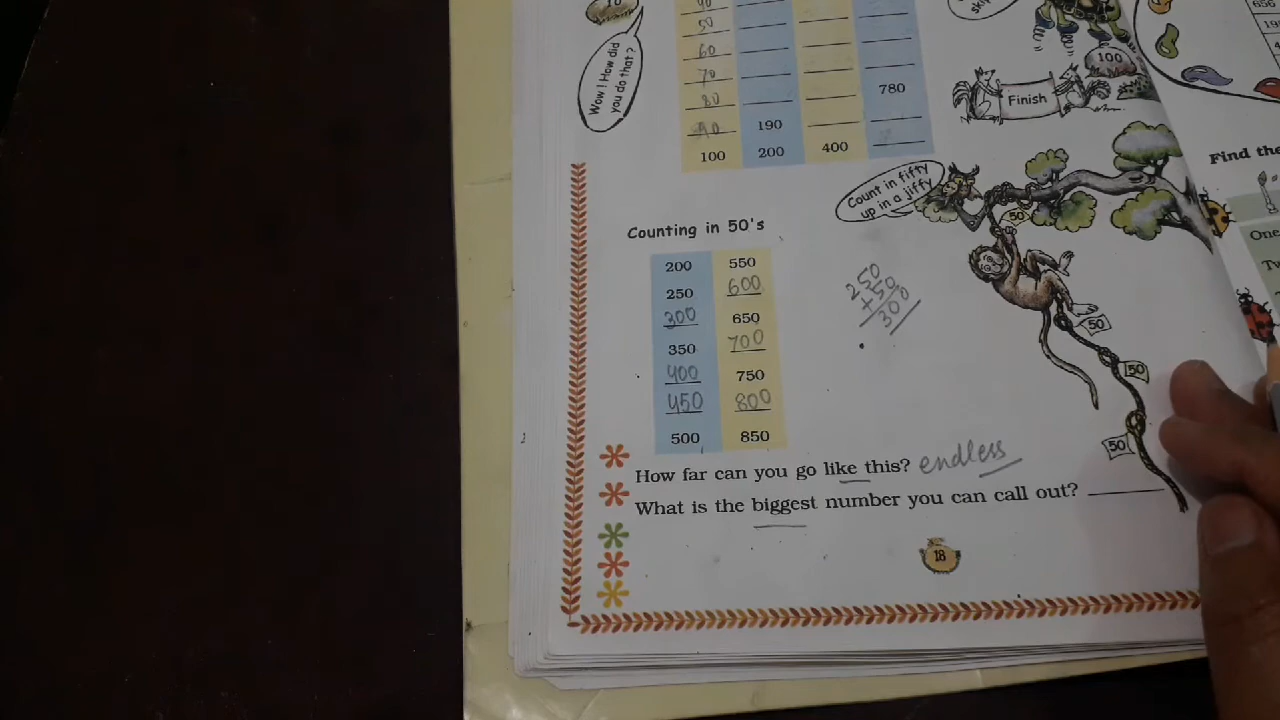 10
Wow ! How did
you do that ?
50
60
70
80
90
100
190
200
400
780
skip
100
Finish
Count in fifty
up in a jiffy
50
Counting in 50's
200 550
250 600
300 650
350 700
400 750
450 800
500 850
250
+50
300
50
50
50
How far can you go like this? endless
What is the biggest number you can call out?
18
656
Find the
One